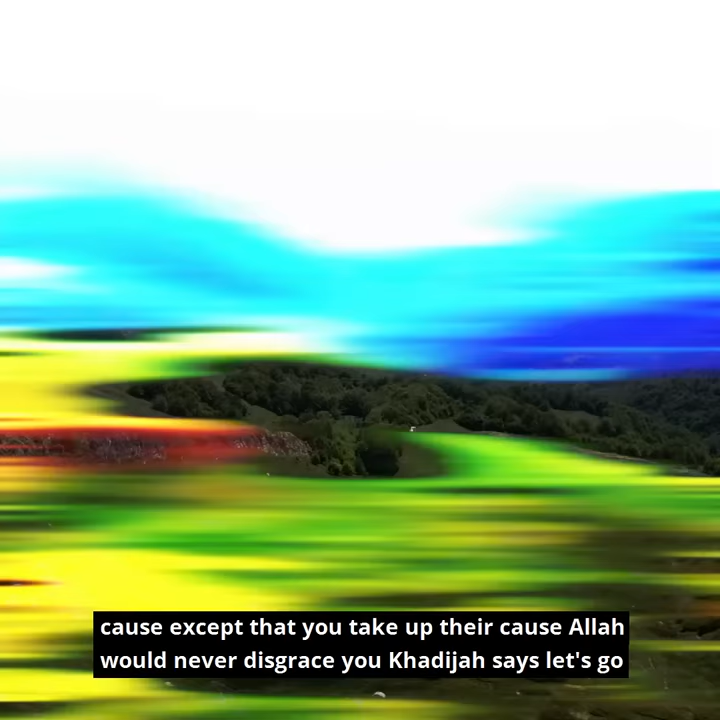 cause except that you take up their cause Allah
would never disgrace you Khadijah says let's go